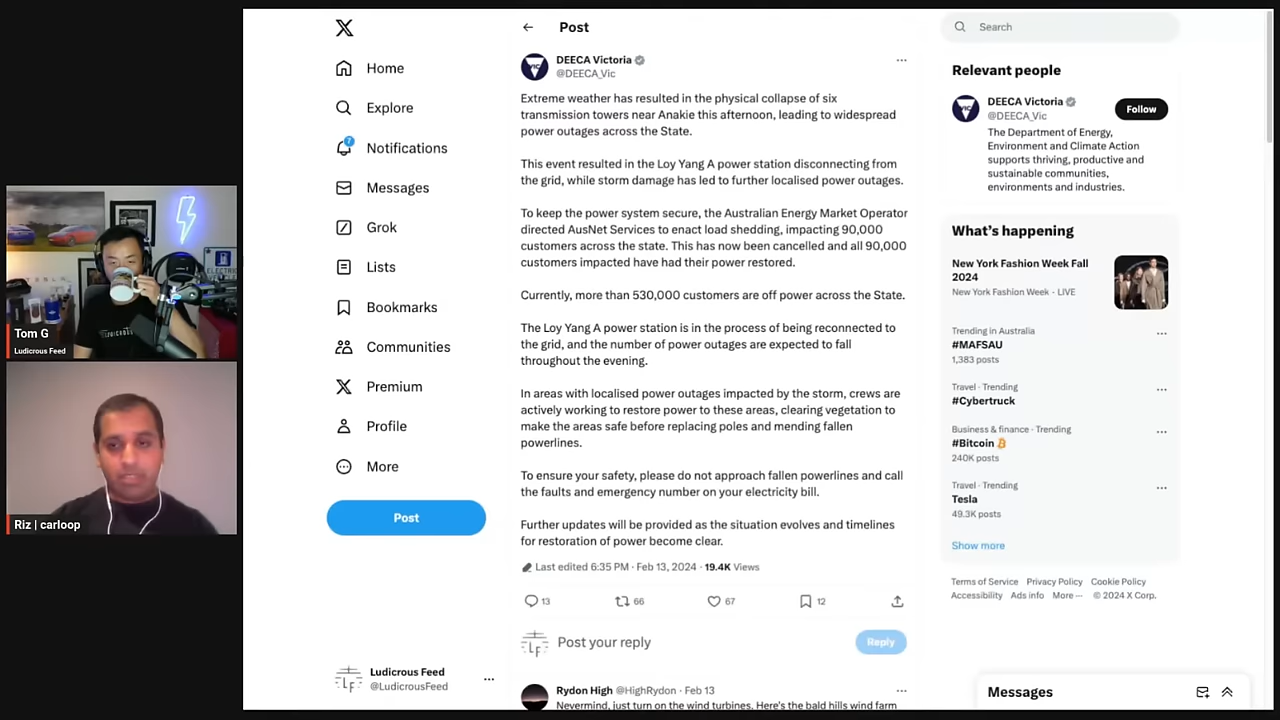 Tom G
Ludicrous Feed
Riz | carloop
Home
Explore
7
Notifications
Messages
Grok
Lists
Bookmarks
Communities
Premium
Profile
More
Post
Ludicrous Feed
@LudicrousFeed
Post
DEECA Victoria
@DEECA_Vic
Extreme weather has resulted in the physical collapse of six
transmission towers near Anakie this afternoon, leading to widespread
power outages across the State.
This event resulted in the Loy Yang A power station disconnecting from
the grid, while storm damage has led to further localised power outages.
To keep the power system secure, the Australian Energy Market Operator
directed AusNet Services to enact load shedding, impacting 90,000
customers across the state. This has now been cancelled and all 90,000
customers impacted have had their power restored.
Currently, more than 530,000 customers are off power across the State.
The Loy Yang A power station is in the process of being reconnected to
the grid, and the number of power outages are expected to fall
throughout the evening.
In areas with localised power outages impacted by the storm, crews are
actively working to restore power to these areas, clearing vegetation to
make the areas safe before replacing poles and mending fallen
powerlines.
To ensure your safety, please do not approach fallen powerlines and call
the faults and emergency number on your electricity bill.
Further updates will be provided as the situation evolves and timelines
for restoration of power become clear.
Last edited 6:35 PM · Feb 13, 2024 · 19.4K Views
13 66 67 12
Post your reply
Reply
Rydon High @HighRydon · Feb 13
Nevermind, just turn on the wind turbines. Here's the bald hills wind farm
Search
Relevant people
DEECA Victoria
@DEECA_Vic
Follow
The Department of Energy,
Environment and Climate Action
supports thriving, productive and
sustainable communities,
environments and industries.
What's happening
New York Fashion Week Fall
2024
New York Fashion Week · LIVE
Trending in Australia
#MAFSAU
1,383 posts
Travel · Trending
#Cybertruck
Business & finance · Trending
#Bitcoin
240K posts
Travel · Trending
Tesla
49.3K posts
Show more
Terms of Service Privacy Policy Cookie Policy
Accessibility Ads info More ··· © 2024 X Corp.
Messages